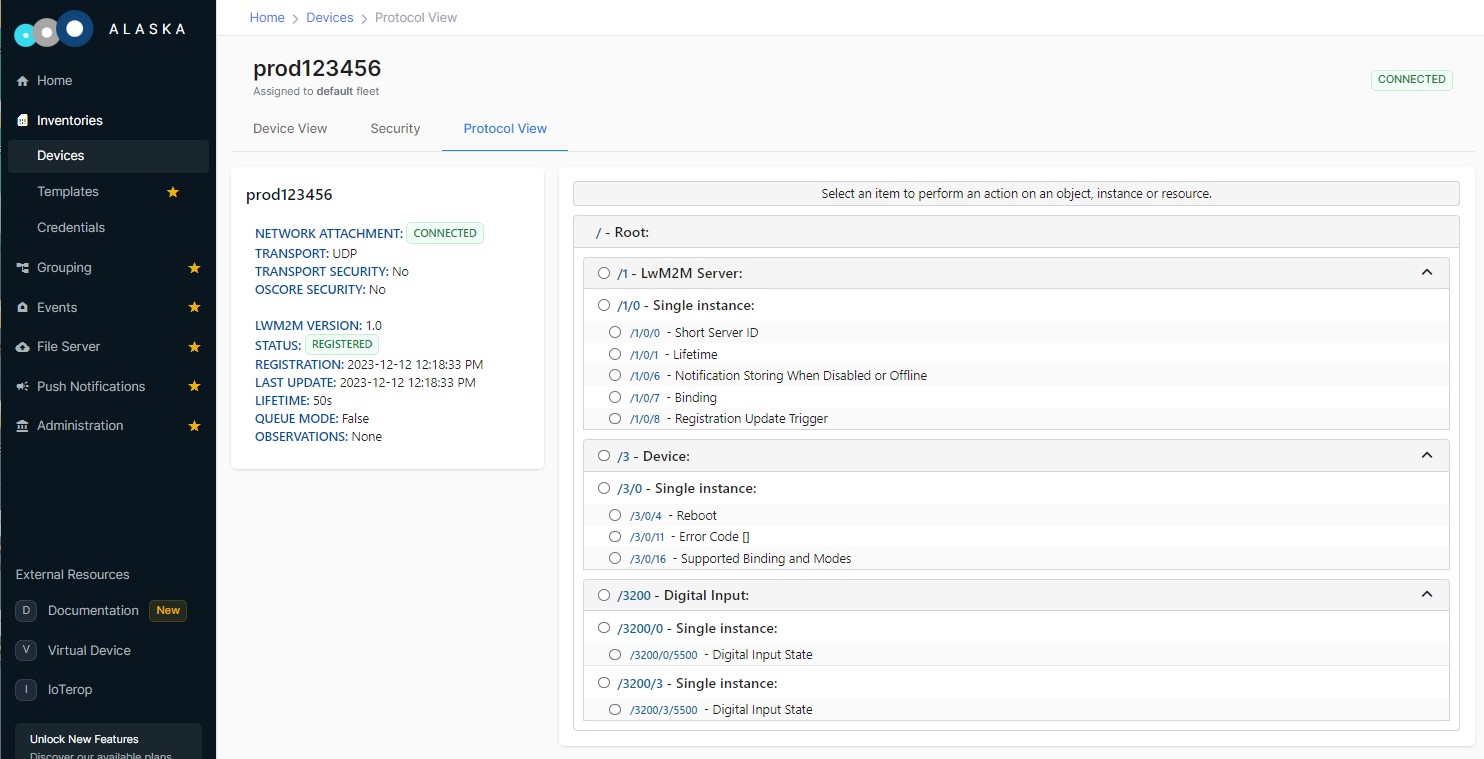 ALASKA
Home
Inventories
Devices
Templates
Credentials
Grouping
Events
File Server
Push Notifications
Administration
External Resources
D Documentation New
V Virtual Device
I IoTerop
Unlock New Features
Discover our available plans
Home > Devices > Protocol View
prod123456
Assigned to default fleet
CONNECTED
Device View Security Protocol View
prod123456
NETWORK ATTACHMENT: CONNECTED
TRANSPORT: UDP
TRANSPORT SECURITY: No
OSCORE SECURITY: No
LWM2M VERSION: 1.0
STATUS: REGISTERED
REGISTRATION: 2023-12-12 12:18:33 PM
LAST UPDATE: 2023-12-12 12:18:33 PM
LIFETIME: 50s
QUEUE MODE: False
OBSERVATIONS: None
Select an item to perform an action on an object, instance or resource.
/ - Root:
/1 - LwM2M Server:
/1/0 - Single instance:
/1/0/0 - Short Server ID
/1/0/1 - Lifetime
/1/0/6 - Notification Storing When Disabled or Offline
/1/0/7 - Binding
/1/0/8 - Registration Update Trigger
/3 - Device:
/3/0 - Single instance:
/3/0/4 - Reboot
/3/0/11 - Error Code []
/3/0/16 - Supported Binding and Modes
/3200 - Digital Input:
/3200/0 - Single instance:
/3200/0/5500 - Digital Input State
/3200/3 - Single instance:
/3200/3/5500 - Digital Input State